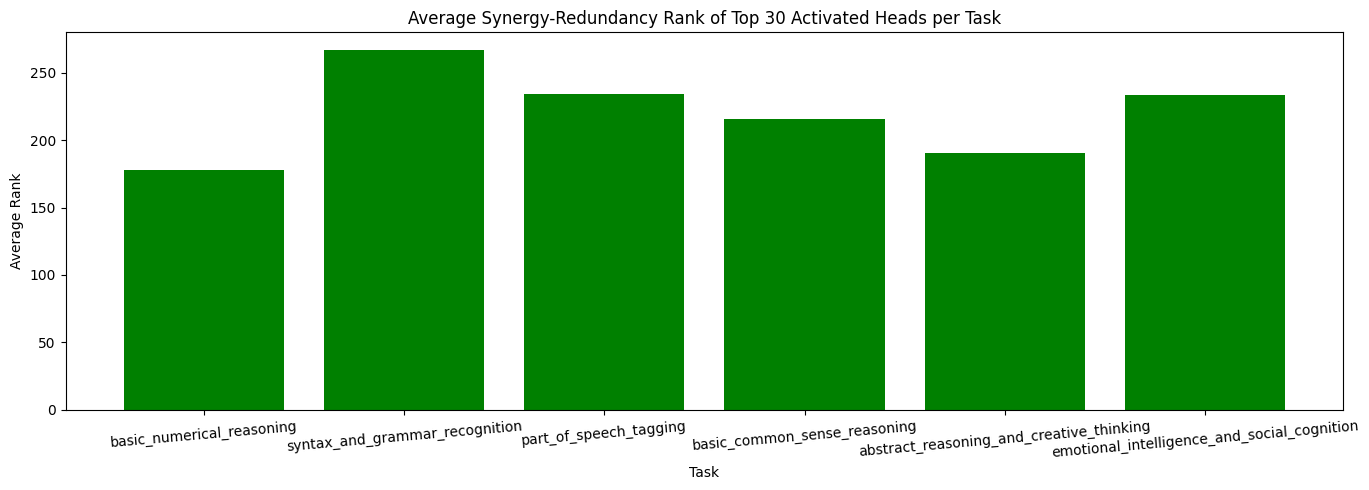 Average Synergy-Redundancy Rank of Top 30 Activated Heads per Task
Average Rank
250
200
150
100
50
0
basic_numerical_reasoning
syntax_and_grammar_recognition
part_of_speech_tagging
basic_common_sense_reasoning
abstract_reasoning_and_creative_thinking
emotional_intelligence_and_social_cognition
Task